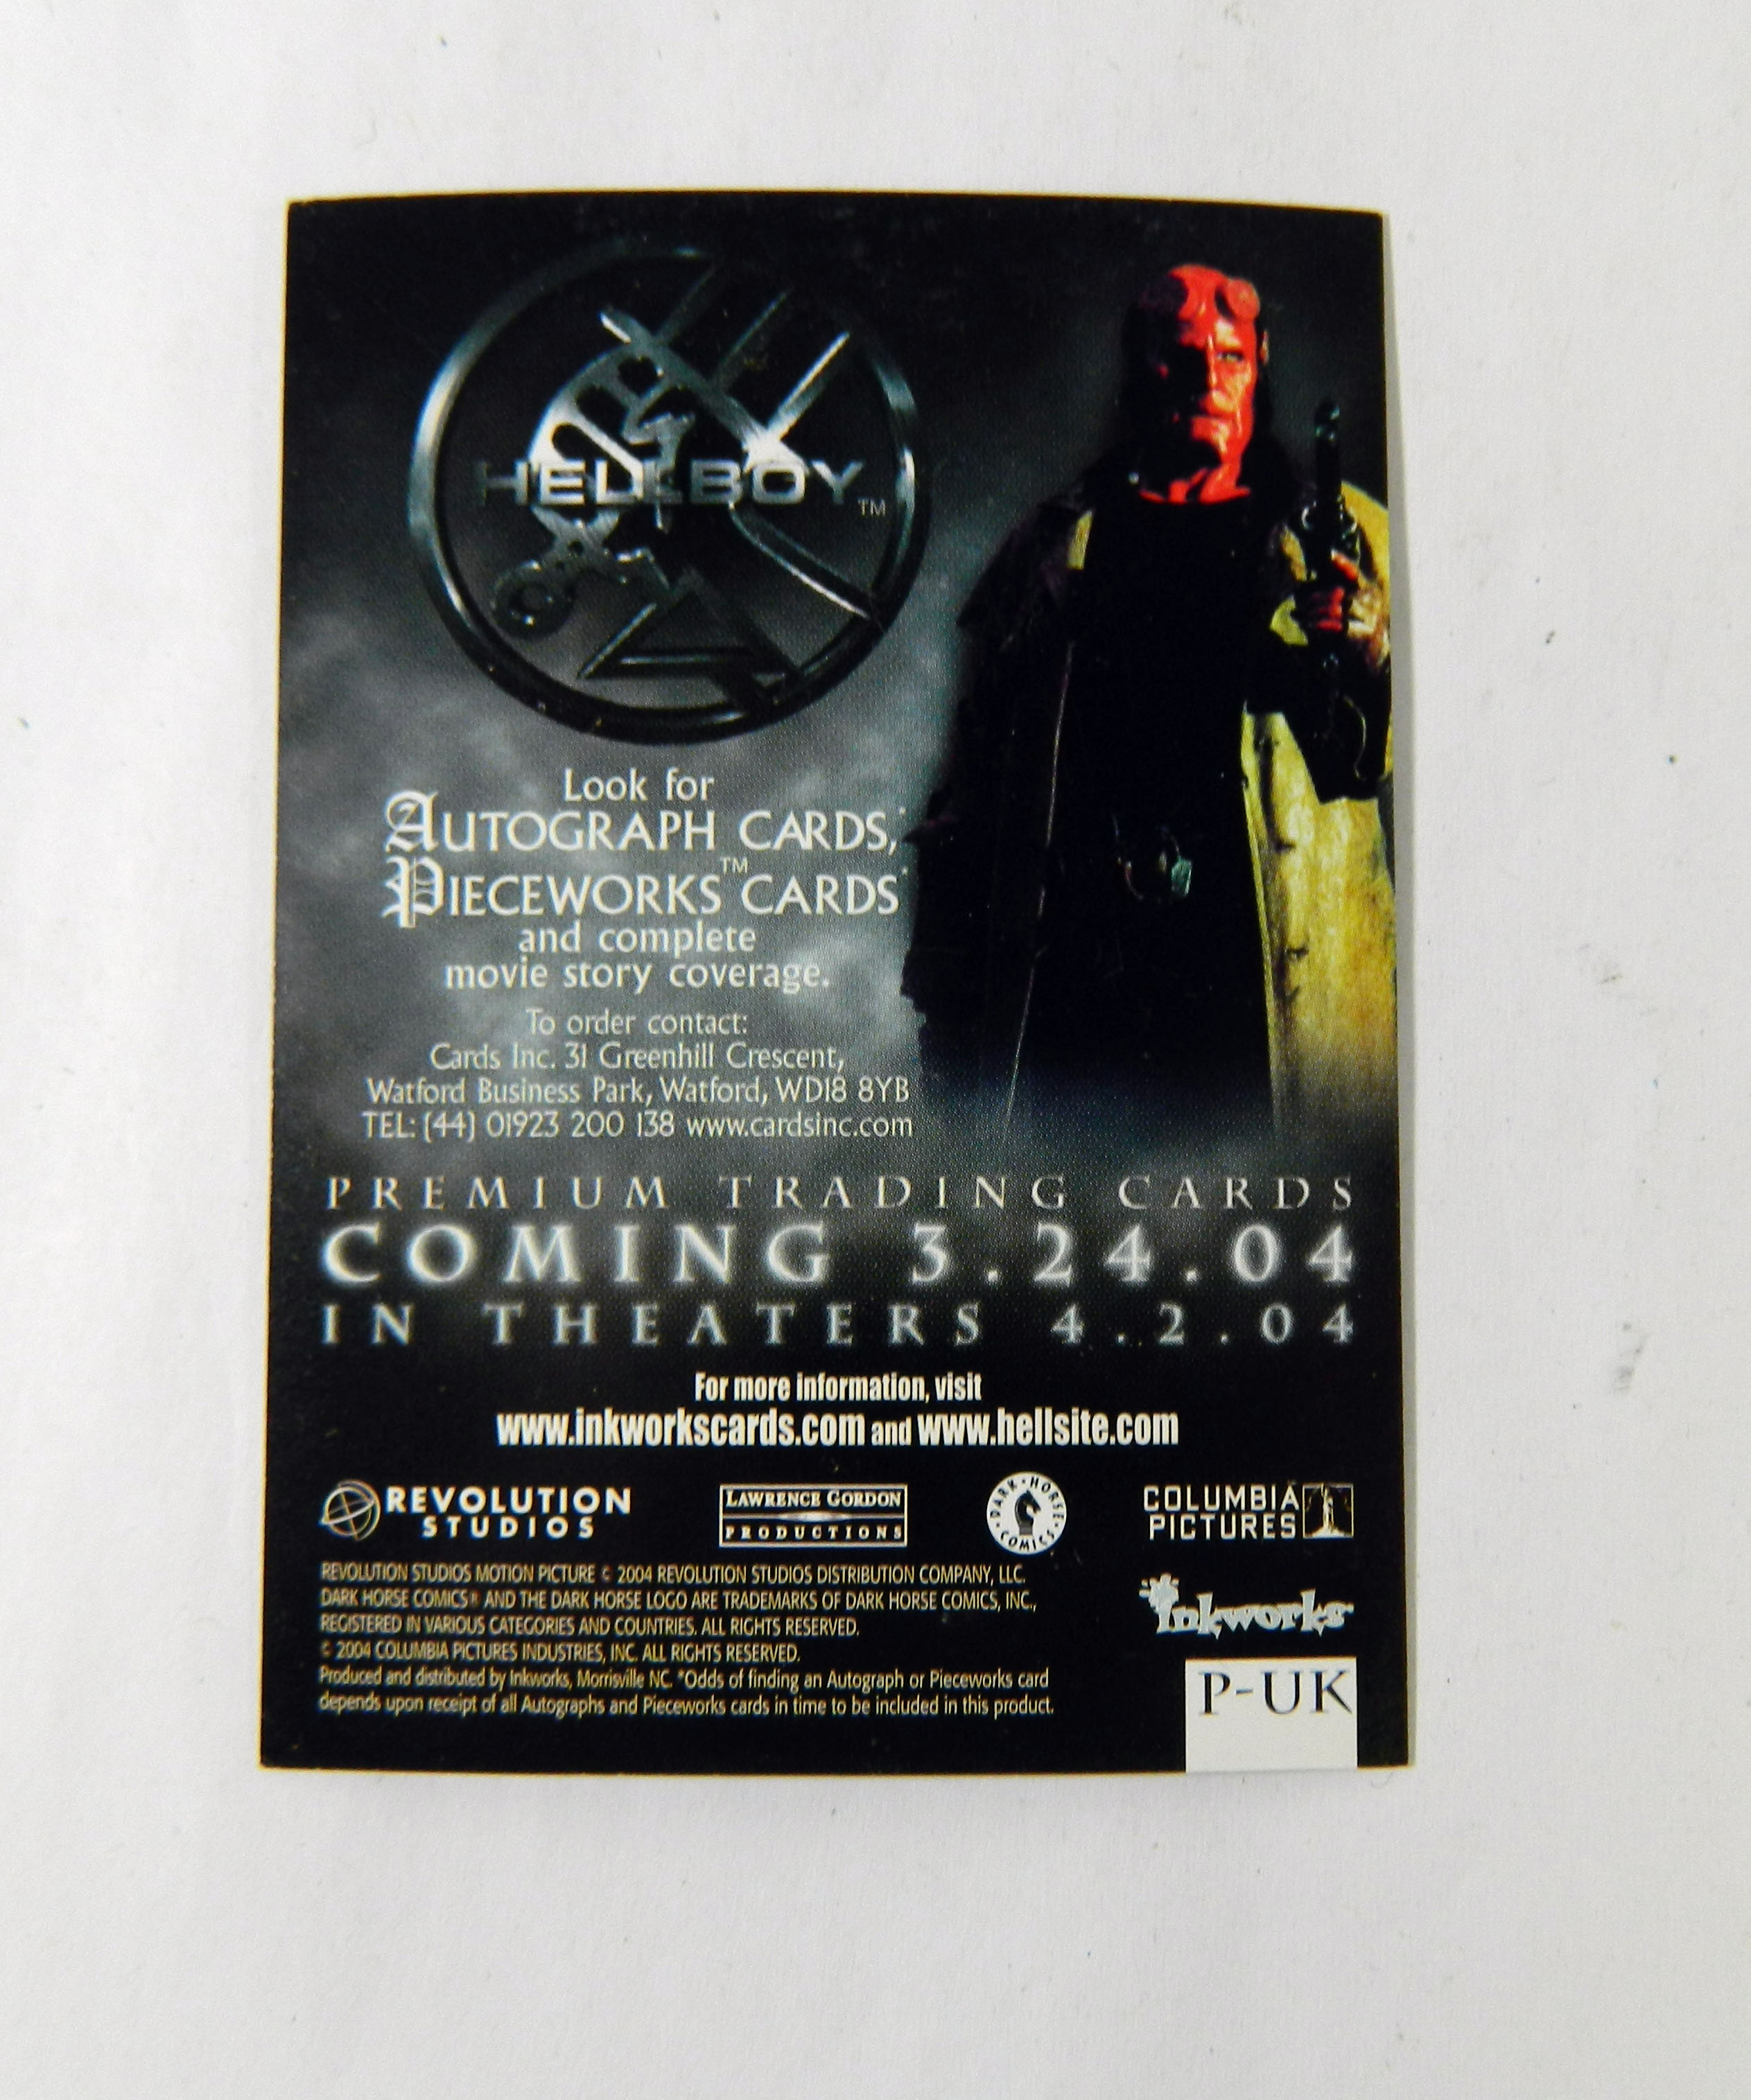 HELLBOY™
Look for
AUTOGRAPH CARDS,*
PIECEWORKS™ CARDS*
and complete
movie story coverage.
To order contact:
Cards Inc. 31 Greenhill Crescent,
Watford Business Park, Watford, WD18 8YB
TEL: (44) 01923 200 138 www.cardsinc.com
PREMIUM TRADING CARDS
COMING 3.24.04
IN THEATERS 4.2.04
For more information, visit
www.inkworkscards.com and www.hellsite.com
REVOLUTION
STUDIOS
LAWRENCE GORDON
PRODUCTIONS
DARK HORSE
COMICS
COLUMBIA
PICTURES
REVOLUTION STUDIOS MOTION PICTURE © 2004 REVOLUTION STUDIOS DISTRIBUTION COMPANY, LLC.
DARK HORSE COMICS® AND THE DARK HORSE LOGO ARE TRADEMARKS OF DARK HORSE COMICS, INC.,
REGISTERED IN VARIOUS CATEGORIES AND COUNTRIES. ALL RIGHTS RESERVED.
© 2004 COLUMBIA PICTURES INDUSTRIES, INC. ALL RIGHTS RESERVED.
Produced and distributed by Inkworks, Morrisville NC. *Odds of finding an Autograph or Pieceworks card
depends upon receipt of all Autographs and Pieceworks cards in time to be included in this product.
inkworks
P-UK